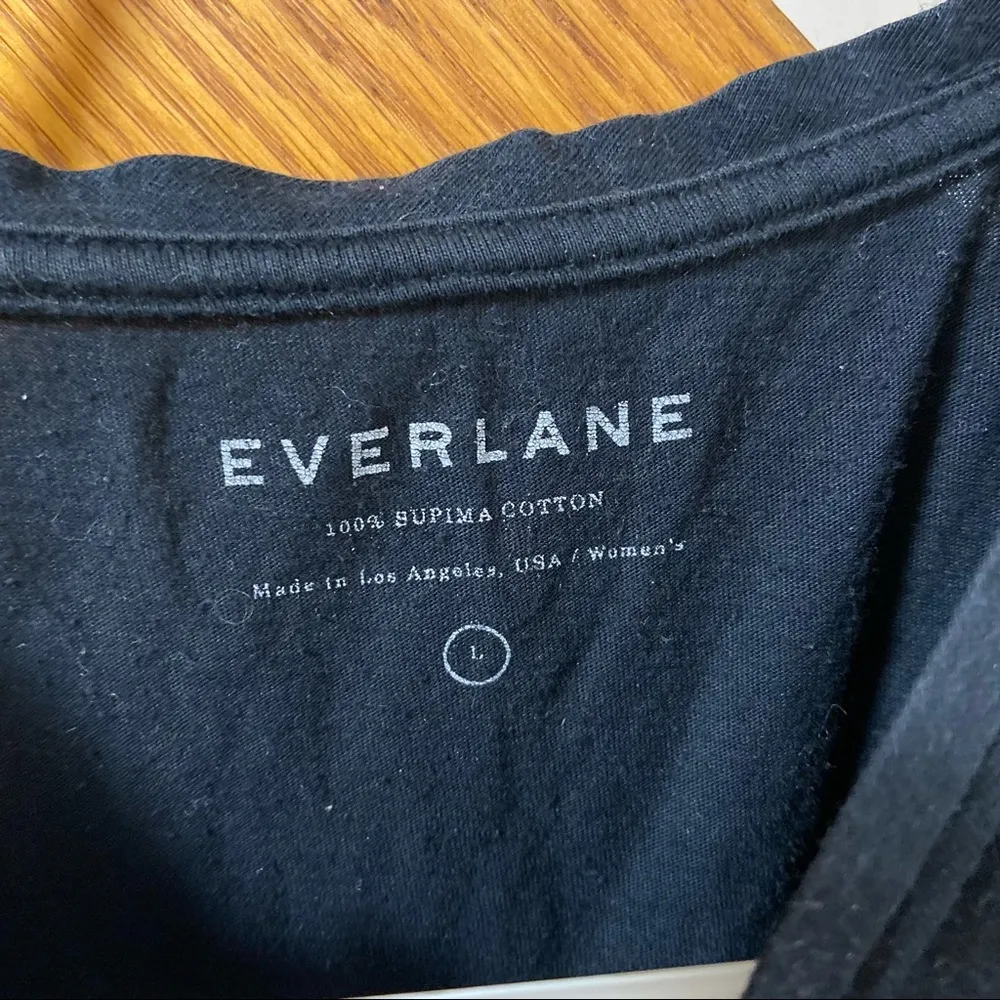 EVERLANE
100% SUPIMA COTTON
Made in Los Angeles, USA / Women's
L